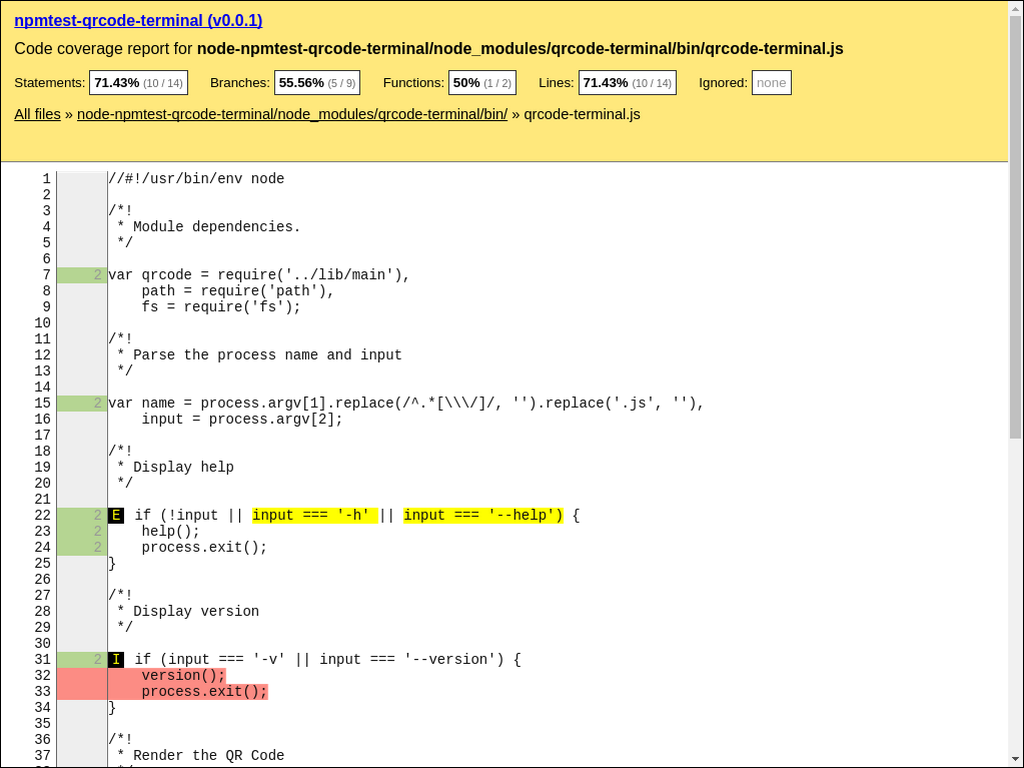 npmtest-qrcode-terminal (v0.0.1)
Code coverage report for node-npmtest-qrcode-terminal/node_modules/qrcode-terminal/bin/qrcode-terminal.js
Statements: 71.43% (10 / 14) Branches: 55.56% (5 / 9) Functions: 50% (1 / 2) Lines: 71.43% (10 / 14) Ignored: none
All files » node-npmtest-qrcode-terminal/node_modules/qrcode-terminal/bin/ » qrcode-terminal.js
1 //#!/usr/bin/env node
2
3 /*!
4  * Module dependencies.
5  */
6
7 2 var qrcode = require('../lib/main'),
8     path = require('path'),
9     fs = require('fs');
10
11 /*!
12  * Parse the process name and input
13  */
14
15 2 var name = process.argv[1].replace(/^.*[\\\/]/, '').replace('.js', ''),
16     input = process.argv[2];
17
18 /*!
19  * Display help
20  */
21
22 2 E if (!input || input === '-h' || input === '--help') {
23 2     help();
24 2     process.exit();
25 }
26
27 /*!
28  * Display version
29  */
30
31 2 I if (input === '-v' || input === '--version') {
32     version();
33     process.exit();
34 }
35
36 /*!
37  * Render the QR Code